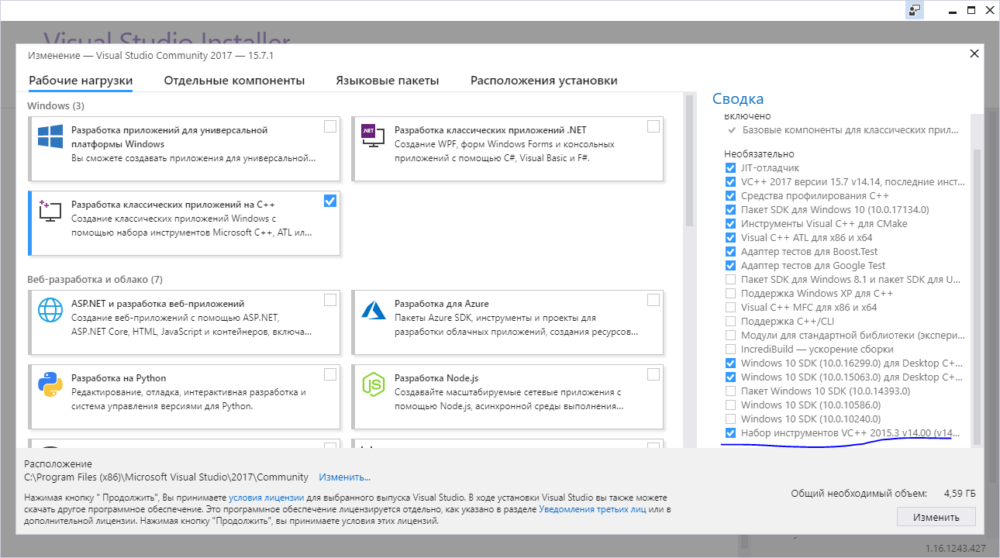 Visual Studio Installer
Изменение — Visual Studio Community 2017 — 15.7.1
Рабочие нагрузки
Отдельные компоненты
Языковые пакеты
Расположения установки
Windows (3)
Разработка приложений для универсальной
платформы Windows
Вы сможете создавать приложения для универсальной...
.NET
Разработка классических приложений .NET
Создание WPF, форм Windows Forms и консольных
приложений с помощью C#, Visual Basic и F#.
Разработка классических приложений на C++
Создание классических приложений Windows с
помощью набора инструментов Microsoft C++, ATL ил...
Веб-разработка и облако (7)
ASP.NET и разработка веб-приложений
Создание веб-приложений с помощью ASP.NET,
ASP.NET Core, HTML, JavaScript и контейнеров, включа...
Разработка для Azure
Пакеты Azure SDK, инструменты и проекты для
разработки облачных приложений, создания ресурсов...
Разработка на Python
Редактирование, отладка, интерактивная разработка и
система управления версиями для Python.
Разработка Node.js
Создавайте масштабируемые сетевые приложения с
помощью Node.js, асинхронной среды выполнения...
Сводка
Включено
Базовые компоненты для классических прил...
Необязательно
JIT-отладчик
VC++ 2017 версии 15.7 v14.14, последние инст...
Средства профилирования C++
Пакет SDK для Windows 10 (10.0.17134.0)
Инструменты Visual C++ для CMake
Visual C++ ATL для x86 и x64
Адаптер тестов для Boost.Test
Адаптер тестов для Google Test
Пакет SDK для Windows 8.1 и пакет SDK для U...
Поддержка Windows XP для C++
Visual C++ MFC для x86 и x64
Поддержка C++/CLI
Модули для стандартной библиотеки (экспери...
IncrediBuild — ускорение сборки
Windows 10 SDK (10.0.16299.0) для Desktop C+...
Windows 10 SDK (10.0.15063.0) для Desktop C+...
Пакет Windows 10 SDK (10.0.14393.0)
Windows 10 SDK (10.0.10586.0)
Windows 10 SDK (10.0.10240.0)
Набор инструментов VC++ 2015.3 v14.00 (v14...
Расположение
C:\Program Files (x86)\Microsoft Visual Studio\2017\Community Изменить...
Нажимая кнопку " Продолжить", Вы принимаете условия лицензии для выбранного выпуска Visual Studio. В ходе установки Visual Studio вы также можете
скачать другое программное обеспечение. Это программное обеспечение лицензируется отдельно, как указано в разделе Уведомления третьих лиц или в
дополнительной лицензии. Нажимая кнопку "Продолжить", вы принимаете условия этих лицензий.
Общий необходимый объем: 4,59 ГБ
Изменить
1.16.1243.427